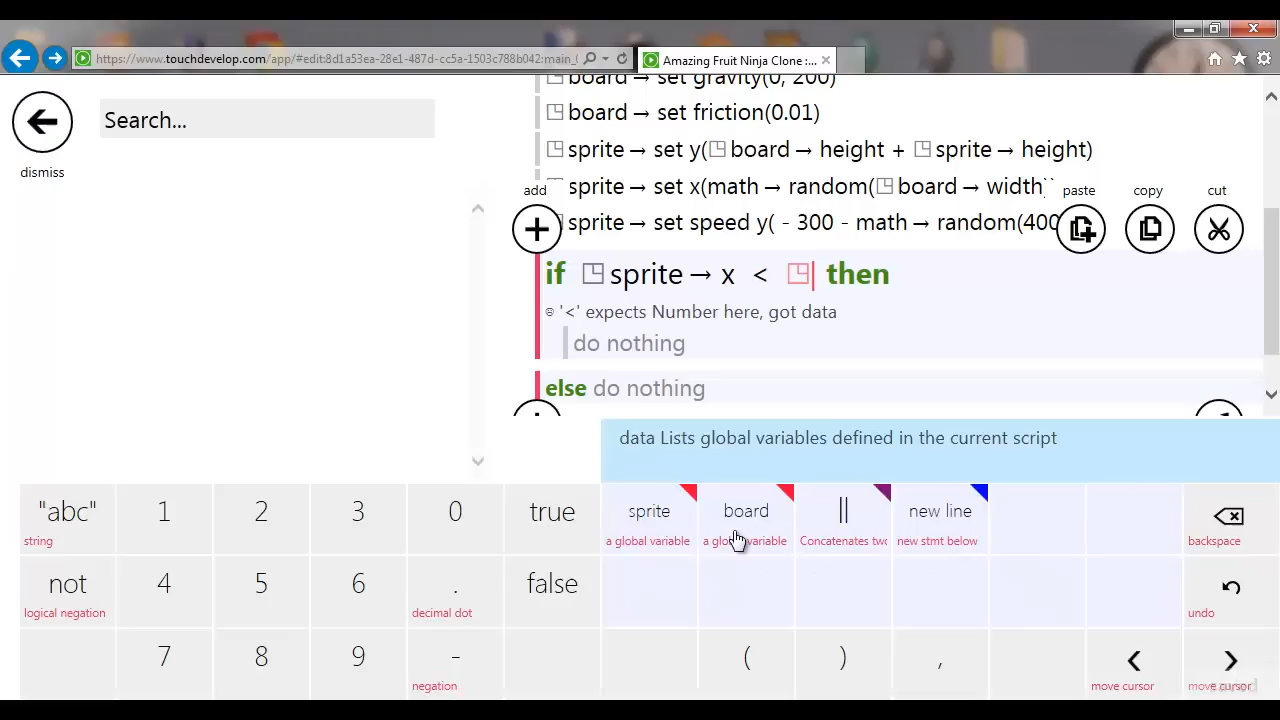 https://www.touchdevelop.com/app/#edit:8d1a53ea-28e1-487d-cc5a-1503c788b042:main_
Amazing Fruit Ninja Clone :...
dismiss
Search...
board → set gravity(0, 200)
board → set friction(0.01)
sprite → set y( board → height + sprite → height)
sprite → set x(math → random( board → width)
sprite → set speed y( - 300 - math → random(400
add
paste
copy
cut
if sprite → x < then
'<' expects Number here, got data
do nothing
else do nothing
data Lists global variables defined in the current script
"abc" 1 2 3 0 true sprite board || new line
string a global variable a global variable Concatenates two new stmt below backspace
not 4 5 6 . false
logical negation decimal dot undo
7 8 9 - ( ) , < >
negation move cursor move cursor